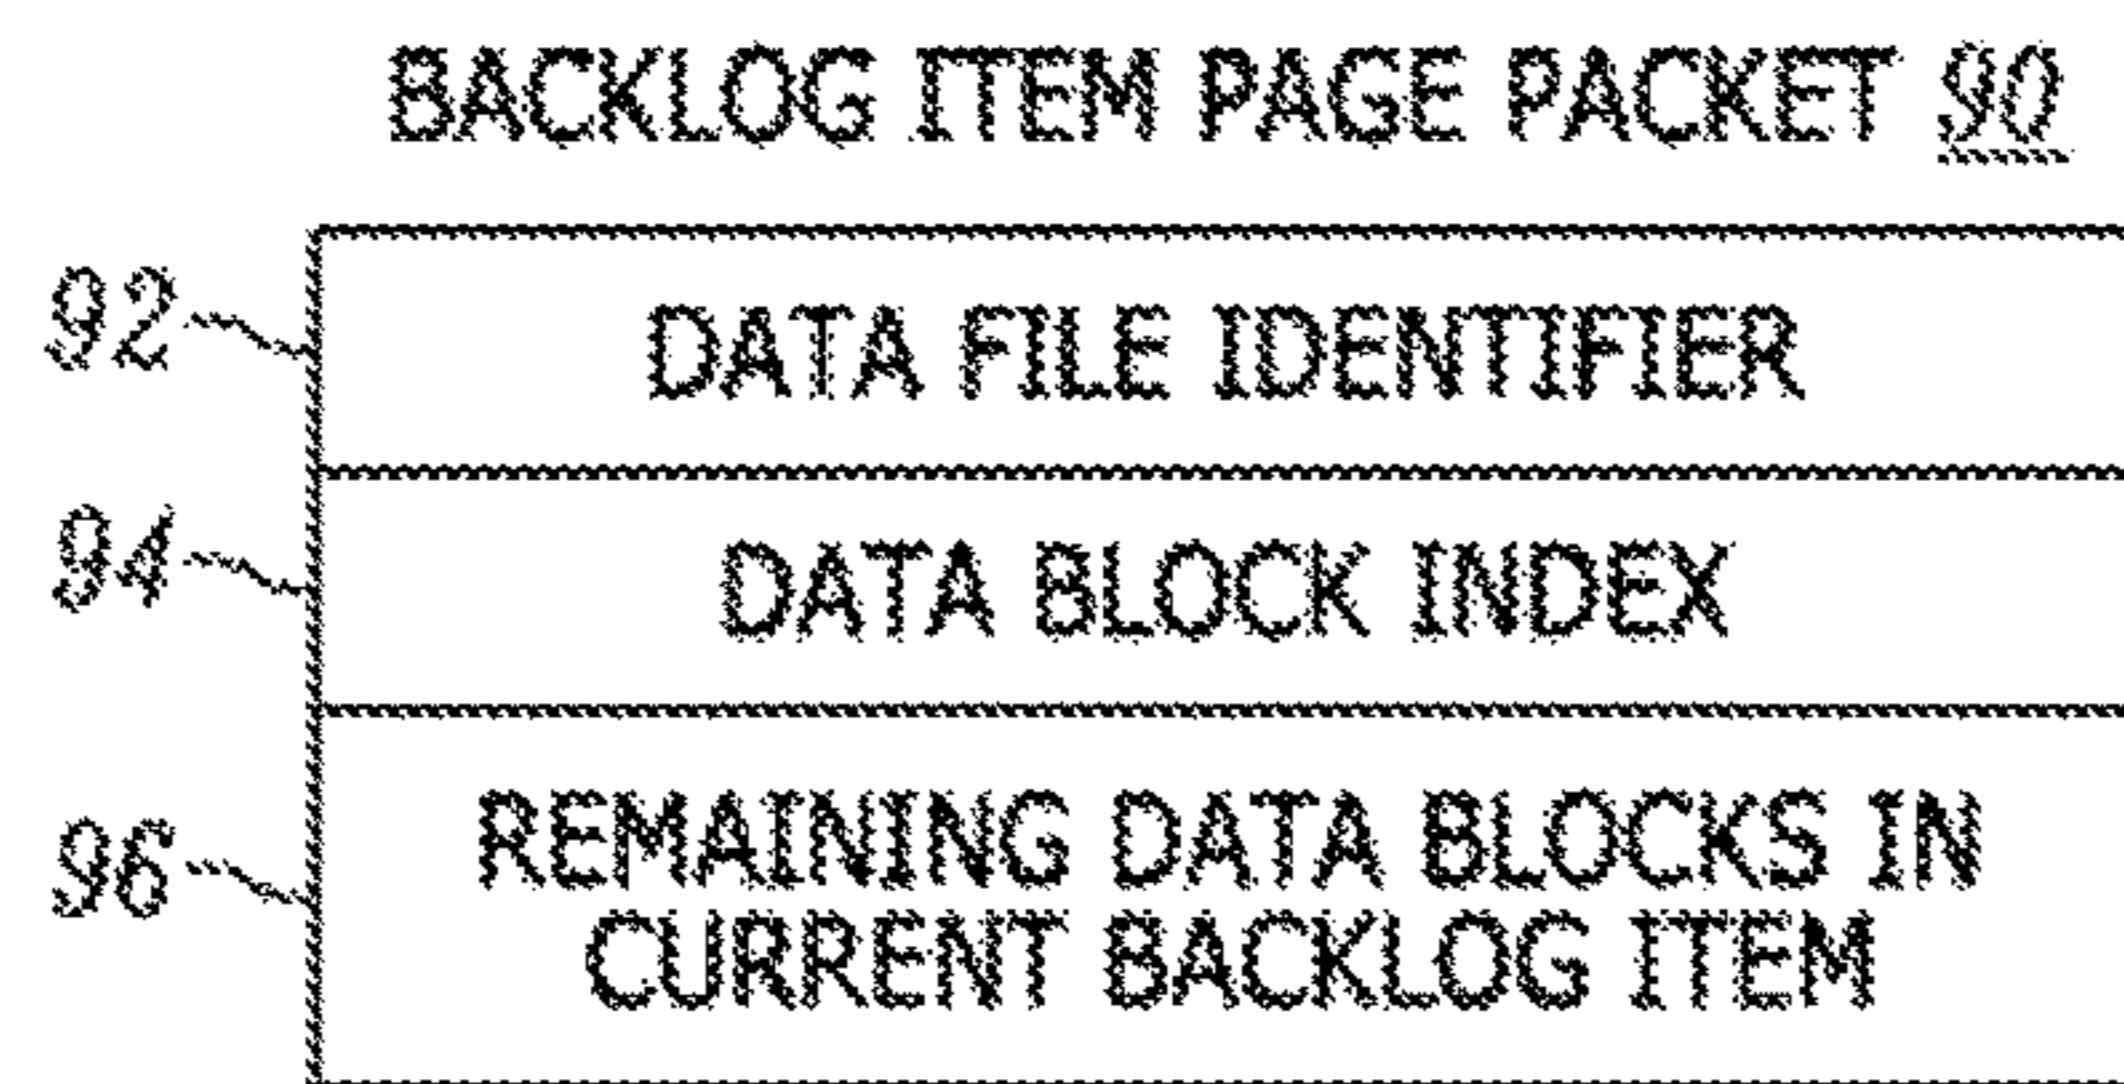 BACKLOG ITEM PAGE PACKET 90
92
DATA FILE IDENTIFIER
94
DATA BLOCK INDEX
96
REMAINING DATA BLOCKS IN
CURRENT BACKLOG ITEM